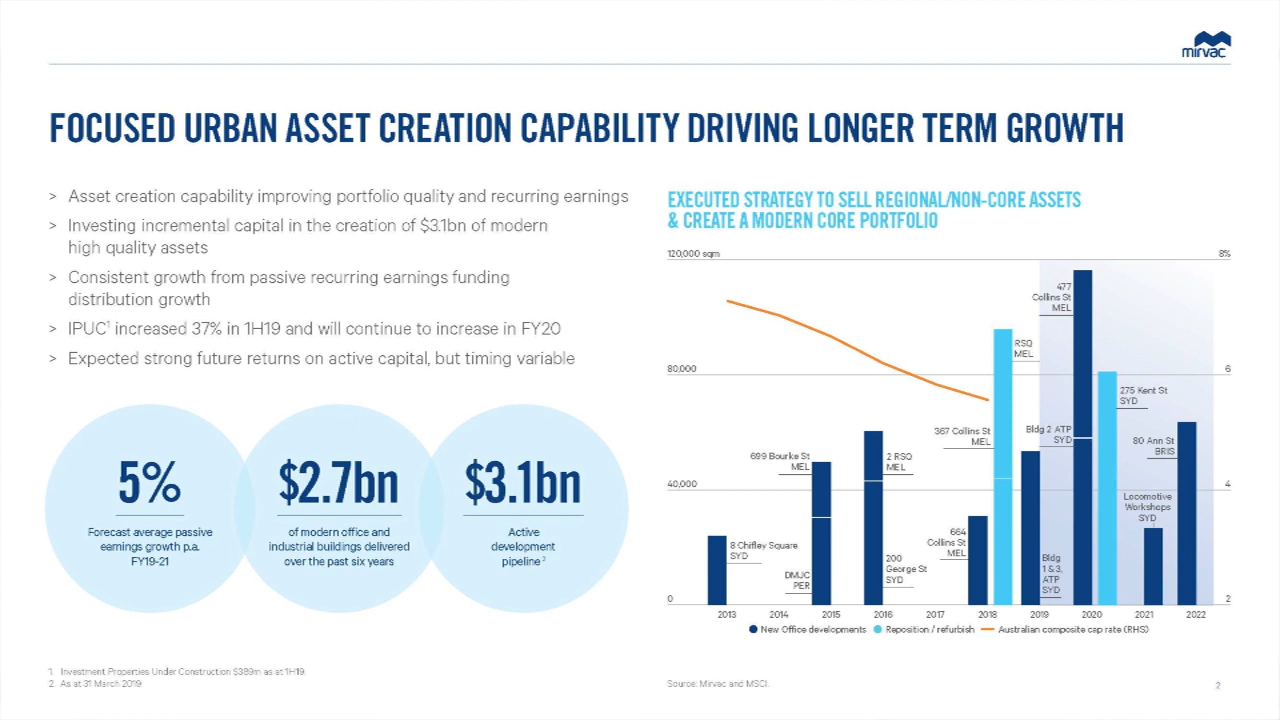 mirvac
FOCUSED URBAN ASSET CREATION CAPABILITY DRIVING LONGER TERM GROWTH
> Asset creation capability improving portfolio quality and recurring earnings
> Investing incremental capital in the creation of $3.1bn of modern
high quality assets
> Consistent growth from passive recurring earnings funding
distribution growth
> IPUC¹ increased 37% in 1H19 and will continue to increase in FY20
> Expected strong future returns on active capital, but timing variable
5%
Forecast average passive
earnings growth p.a.
FY19-21
$2.7bn
of modern office and
industrial buildings delivered
over the past six years
$3.1bn
Active
development
pipeline ²
EXECUTED STRATEGY TO SELL REGIONAL/NON-CORE ASSETS
& CREATE A MODERN CORE PORTFOLIO
120,000 sqm
8%
80,000
6
40,000
4
0
2
8 Chifley Square
SYD
699 Bourke St
MEL
DMJC
PER
2 RSQ
MEL
200
George St
SYD
367 Collins St
MEL
664
Collins St
MEL
RSQ
MEL
477
Collins St
MEL
Bldg 2 ATP
SYD
Bldg
1 & 3,
ATP
SYD
275 Kent St
SYD
80 Ann St
BRIS
Locomotive
Workshops
SYD
2013 2014 2015 2016 2017 2018 2019 2020 2021 2022
New Office developments Reposition / refurbish Australian composite cap rate (RHS)
1. Investment Properties Under Construction $389m as at 1H19.
2. As at 31 March 2019
Source: Mirvac and MSCI.
2